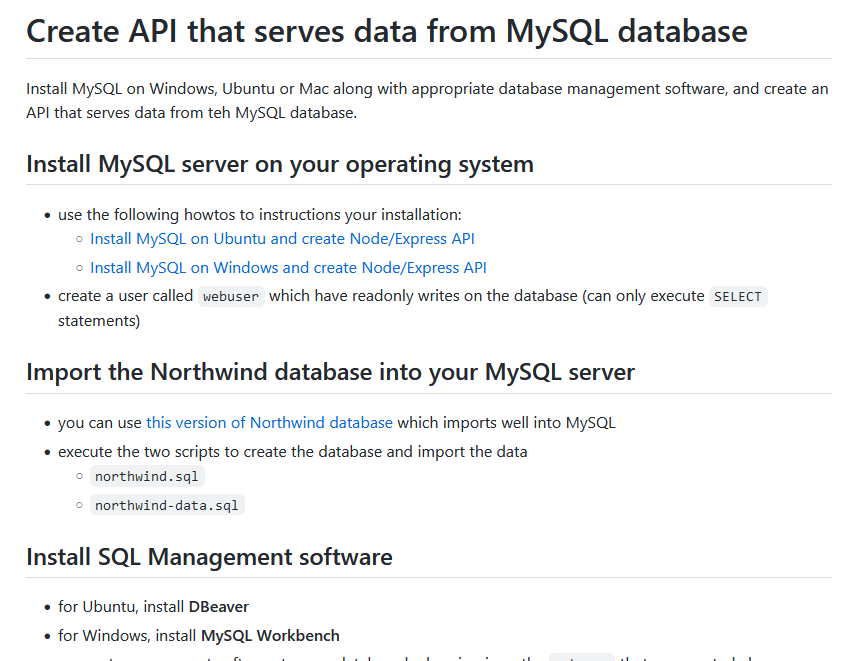 Create API that serves data from MySQL database
Install MySQL on Windows, Ubuntu or Mac along with appropriate database management software, and create an
API that serves data from teh MySQL database.
Install MySQL server on your operating system
use the following howtos to instructions your installation:
Install MySQL on Ubuntu and create Node/Express API
Install MySQL on Windows and create Node/Express API
create a user called webuser which have readonly writes on the database (can only execute SELECT
statements)
Import the Northwind database into your MySQL server
you can use this version of Northwind database which imports well into MySQL
execute the two scripts to create the database and import the data
northwind.sql
northwind-data.sql
Install SQL Management software
for Ubuntu, install DBeaver
for Windows, install MySQL Workbench